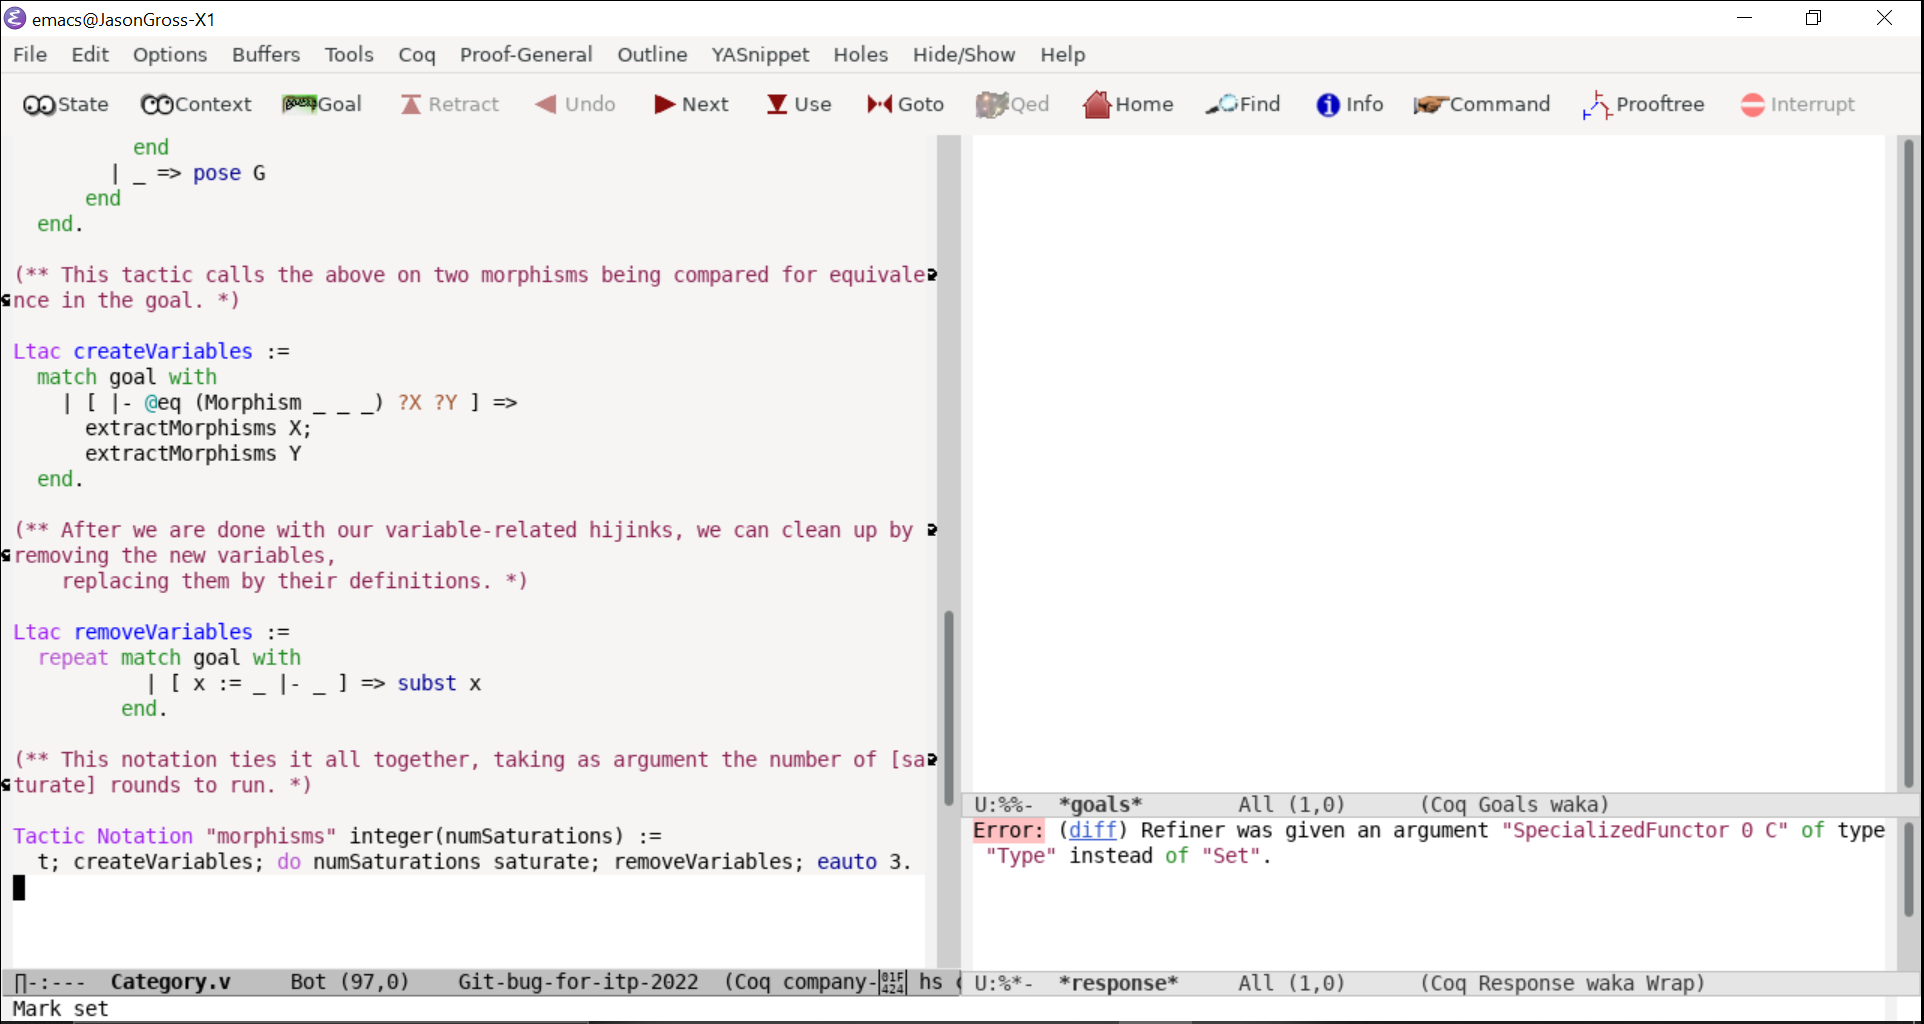 emacs@JasonGross-X1
File Edit Options Buffers Tools Coq Proof-General Outline YASnippet Holes Hide/Show Help
State Context Goal Retract Undo Next Use Goto Qed Home Find Info Command Prooftree Interrupt
end
| _ => pose G
end
end.
(** This tactic calls the above on two morphisms being compared for equivale
nce in the goal. *)
Ltac createVariables :=
match goal with
| [ |- @eq (Morphism _ _ _) ?X ?Y ] =>
extractMorphisms X;
extractMorphisms Y
end.
(** After we are done with our variable-related hijinks, we can clean up by
removing the new variables,
replacing them by their definitions. *)
Ltac removeVariables :=
repeat match goal with
| [ x := _ |- _ ] => subst x
end.
(** This notation ties it all together, taking as argument the number of [sa
turate] rounds to run. *)
Tactic Notation "morphisms" integer(numSaturations) :=
t; createVariables; do numSaturations saturate; removeVariables; eauto 3.
-:--- Category.v Bot (97,0) Git-bug-for-itp-2022 (Coq company- 01F424 hs
Mark set
U:%%- *goals* All (1,0) (Coq Goals waka)
Error: (diff) Refiner was given an argument "SpecializedFunctor 0 C" of type
"Type" instead of "Set".
U:%*- *response* All (1,0) (Coq Response waka Wrap)